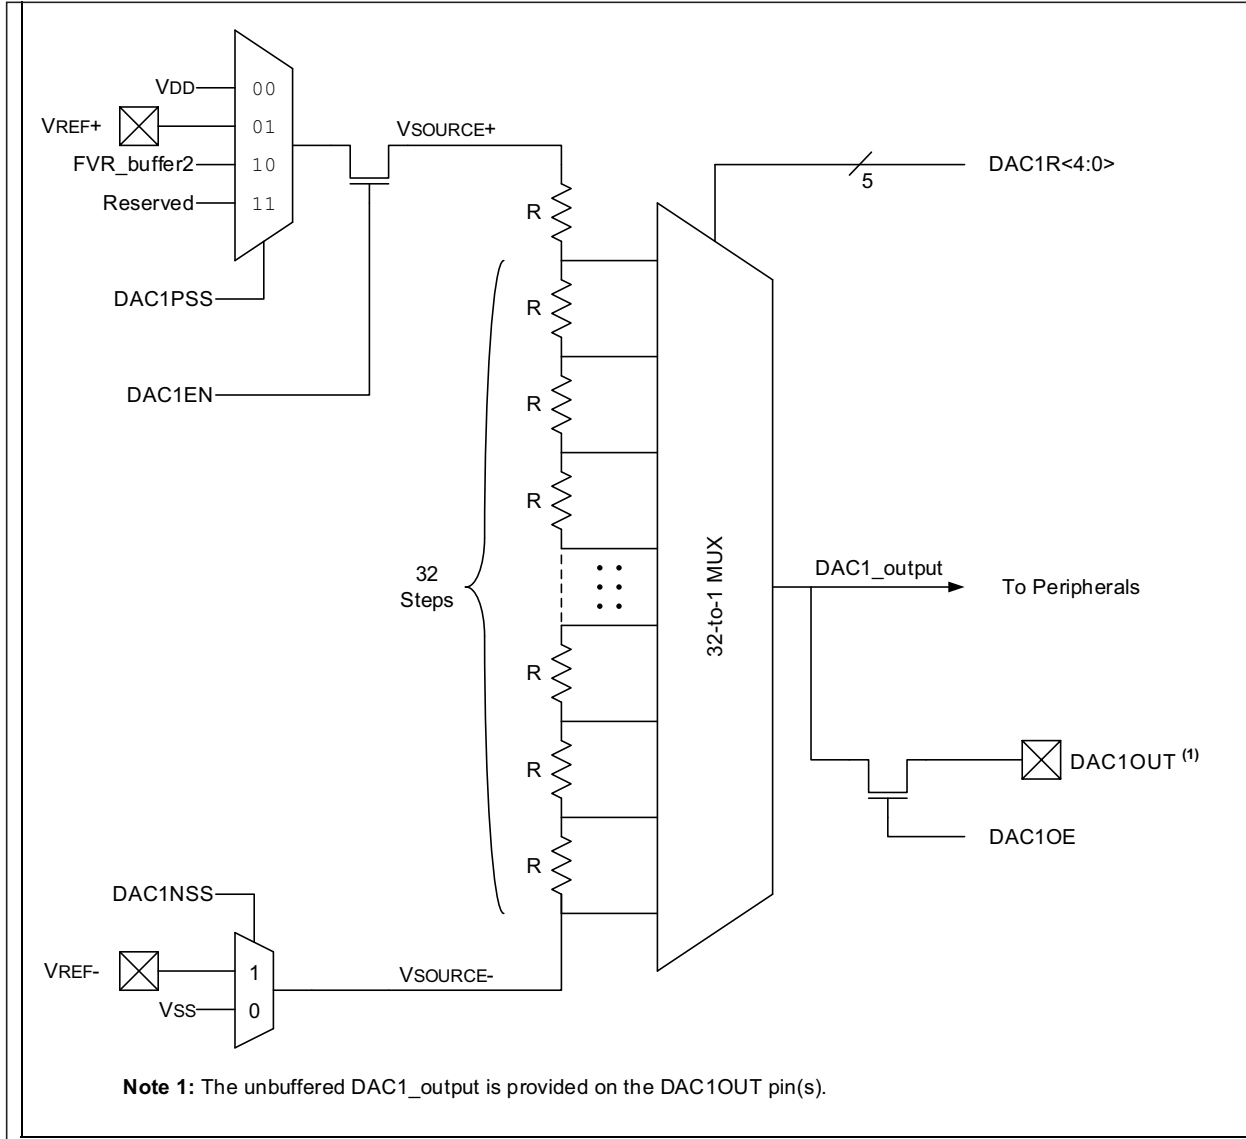 VDD
00
VREF+
01
FVR_buffer2
10
Reserved
11
VSOURCE+
DAC1R<4:0>
5
DAC1PSS
DAC1EN
R
R
R
R
32
Steps
32-to-1 MUX
DAC1_output
To Peripherals
R
R
R
DAC1OUT (1)
DAC1OE
DAC1NSS
VREF-
1
VSOURCE-
VSS
0
Note 1: The unbuffered DAC1_output is provided on the DAC1OUT pin(s).